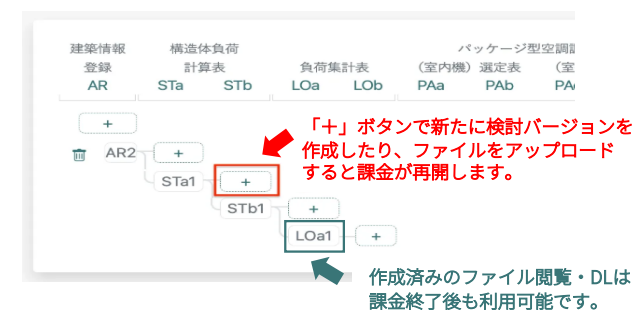 建築情報 構造体負荷 パッケージ型空調
登録 計算表 負荷集計表 (室内機) 選定表 (室
AR STa STb LOa LOb PAa PAb PA
+
AR2 +
STa1 +
STb1 +
LOa1 +
「＋」ボタンで新たに検討バージョンを
作成したり、ファイルをアップロード
すると課金が再開します。
作成済みのファイル閲覧・DLは
課金終了後も利用可能です。